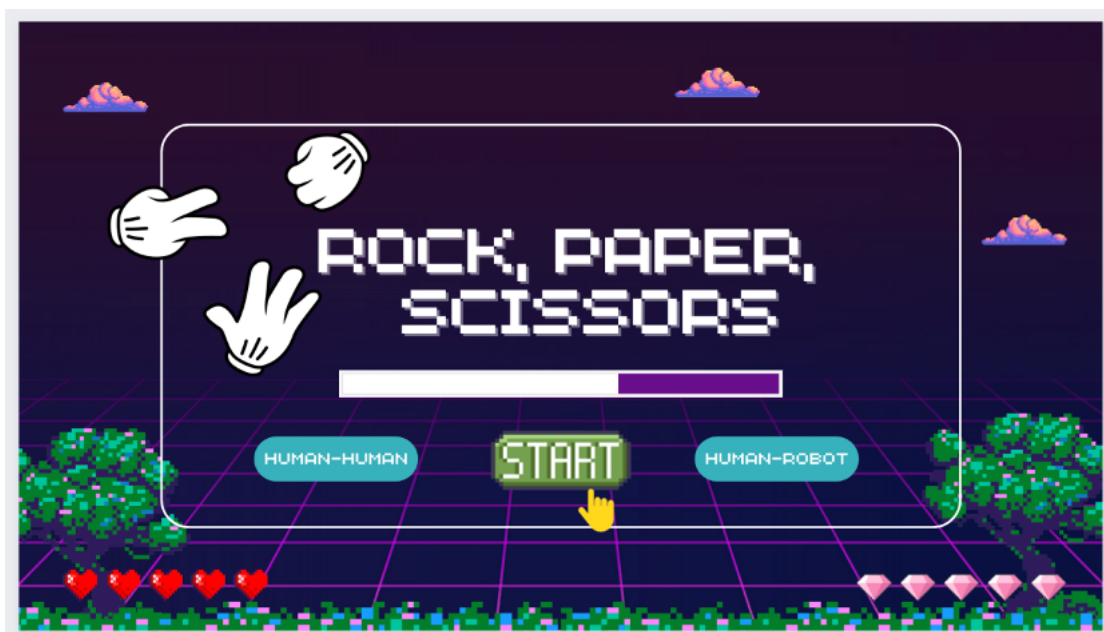 ROCK, PAPER,
SCISSORS
HUMAN-HUMAN
START
HUMAN-ROBOT